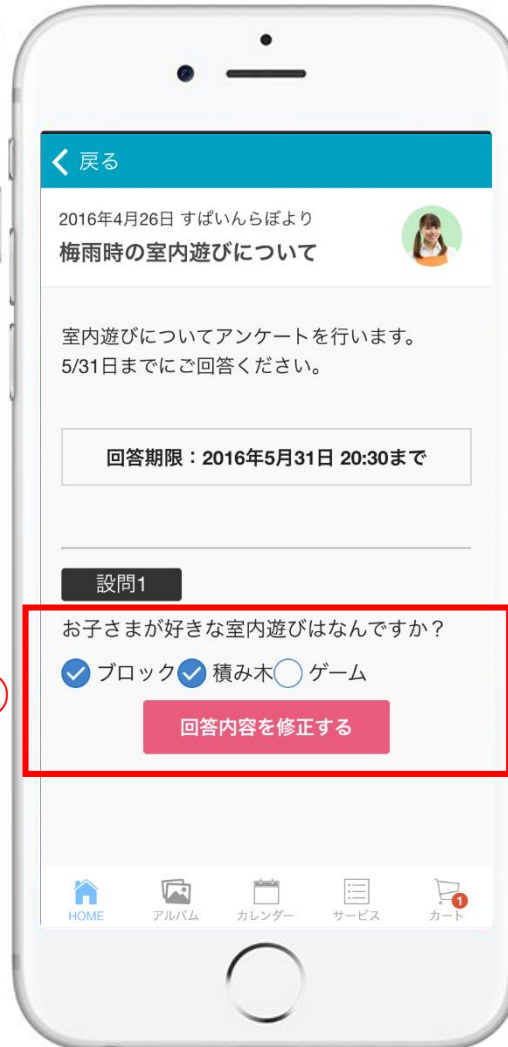 戻る
2016年4月26日 すぱいんらぼより
梅雨時の室内遊びについて
室内遊びについてアンケートを行います。
5/31日までにご回答ください。
回答期限：2016年5月31日 20:30まで
設問1
お子さまが好きな室内遊びはなんですか？
ブロック 積み木 ゲーム
回答内容を修正する
HOME アルバム カレンダー サービス カート 1